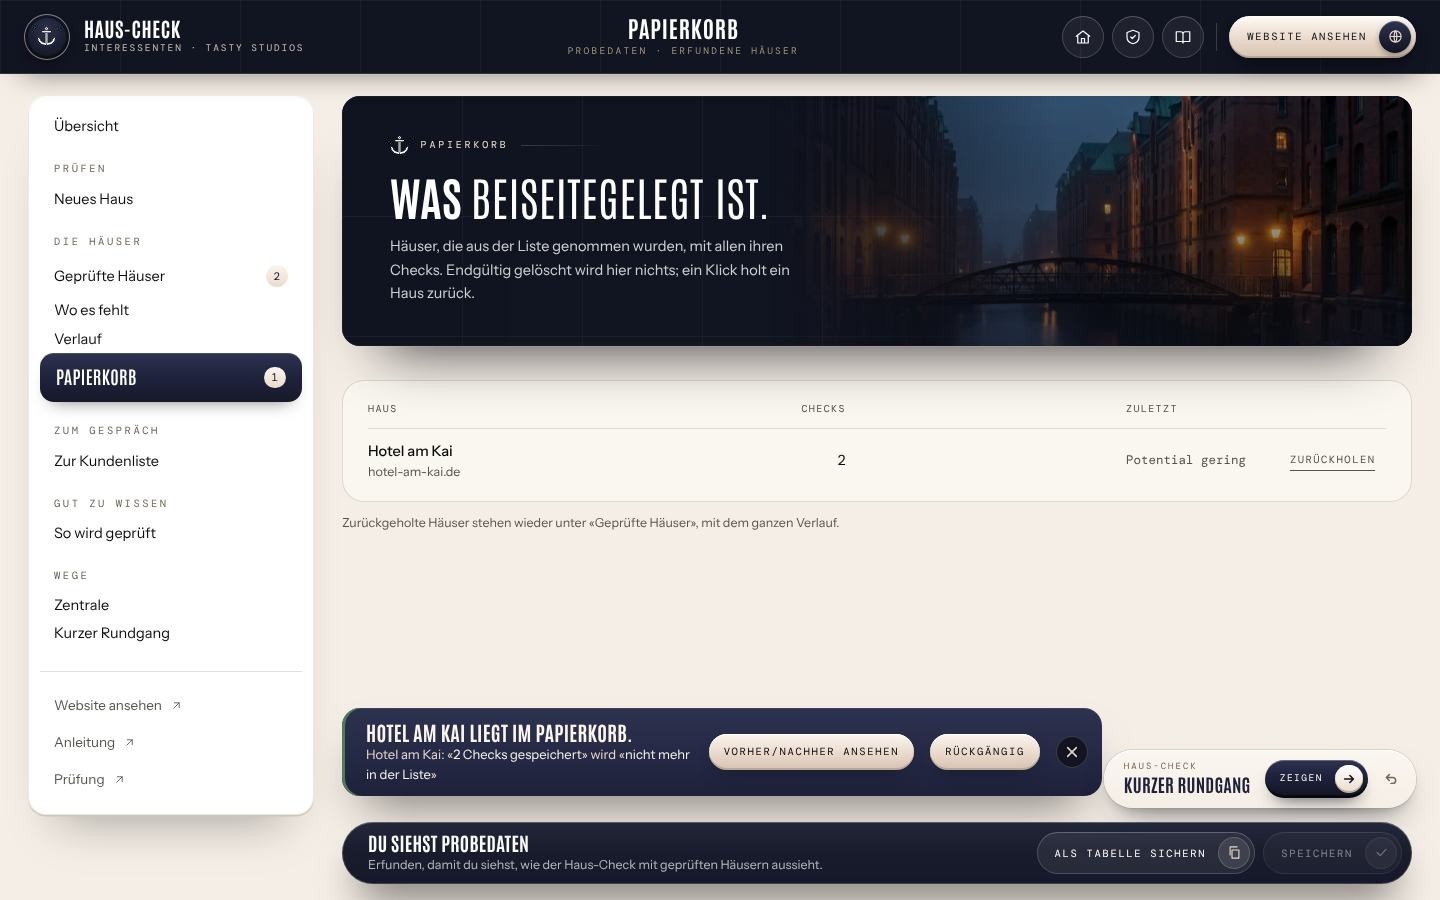 HAUS-CHECK
INTERESSENTEN · TASTY STUDIOS
PAPIERKORB
PROBEDATEN · ERFUNDENE HÄUSER
WEBSITE ANSEHEN
Übersicht
PRÜFEN
Neues Haus
DIE HÄUSER
Geprüfte Häuser 2
Wo es fehlt
Verlauf
PAPIERKORB 1
ZUM GESPRÄCH
Zur Kundenliste
GUT ZU WISSEN
So wird geprüft
WEGE
Zentrale
Kurzer Rundgang
Website ansehen
Anleitung
Prüfung
PAPIERKORB
WAS BEISEITEGELEGT IST.
Häuser, die aus der Liste genommen wurden, mit allen ihren
Checks. Endgültig gelöscht wird hier nichts; ein Klick holt ein
Haus zurück.
HAUS CHECKS ZULETZT
Hotel am Kai
hotel-am-kai.de
2 Potential gering ZURÜCKHOLEN
Zurückgeholte Häuser stehen wieder unter «Geprüfte Häuser», mit dem ganzen Verlauf.
HOTEL AM KAI LIEGT IM PAPIERKORB.
Hotel am Kai: «2 Checks gespeichert» wird «nicht mehr
in der Liste»
VORHER/NACHHER ANSEHEN
RÜCKGÄNGIG
HAUS-CHECK
KURZER RUNDGANG
ZEIGEN
DU SIEHST PROBEDATEN
Erfunden, damit du siehst, wie der Haus-Check mit geprüften Häusern aussieht.
ALS TABELLE SICHERN
SPEICHERN